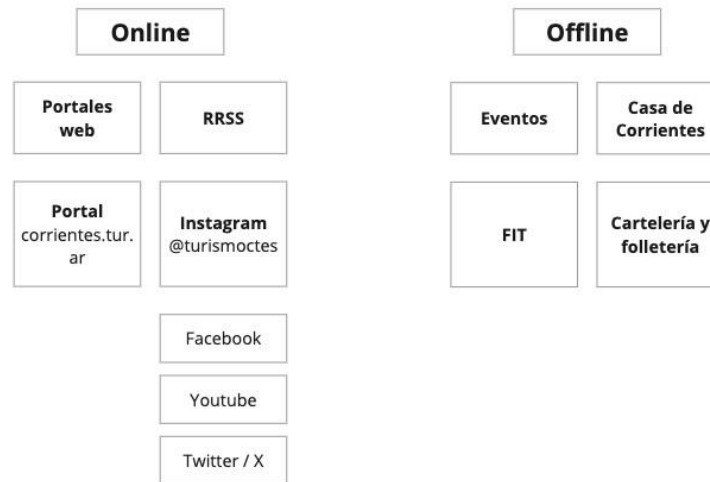 Online
Offline
Portales
web
RRSS
Eventos
Casa de
Corrientes
Portal
corrientes.tur.
ar
Instagram
@turismoctes
FIT
Cartelería y
folletería
Facebook
Youtube
Twitter / X